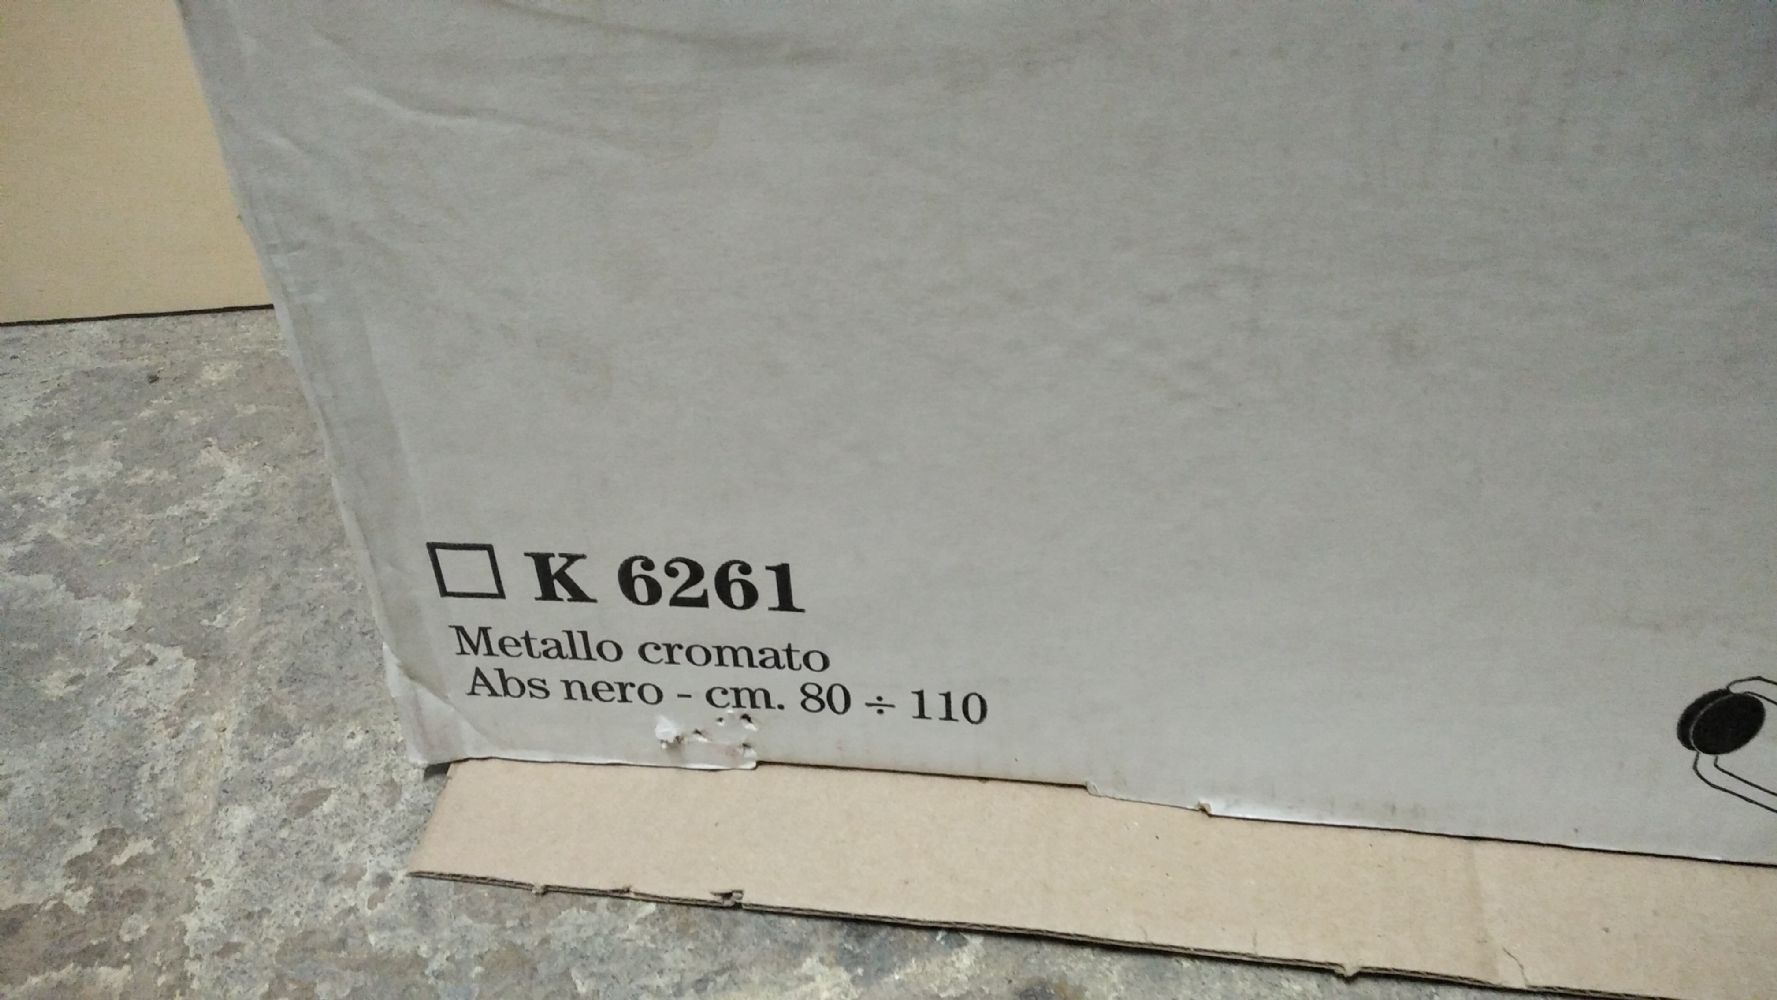 K 6261
Metallo cromato
Abs nero - cm. 80 ÷ 110